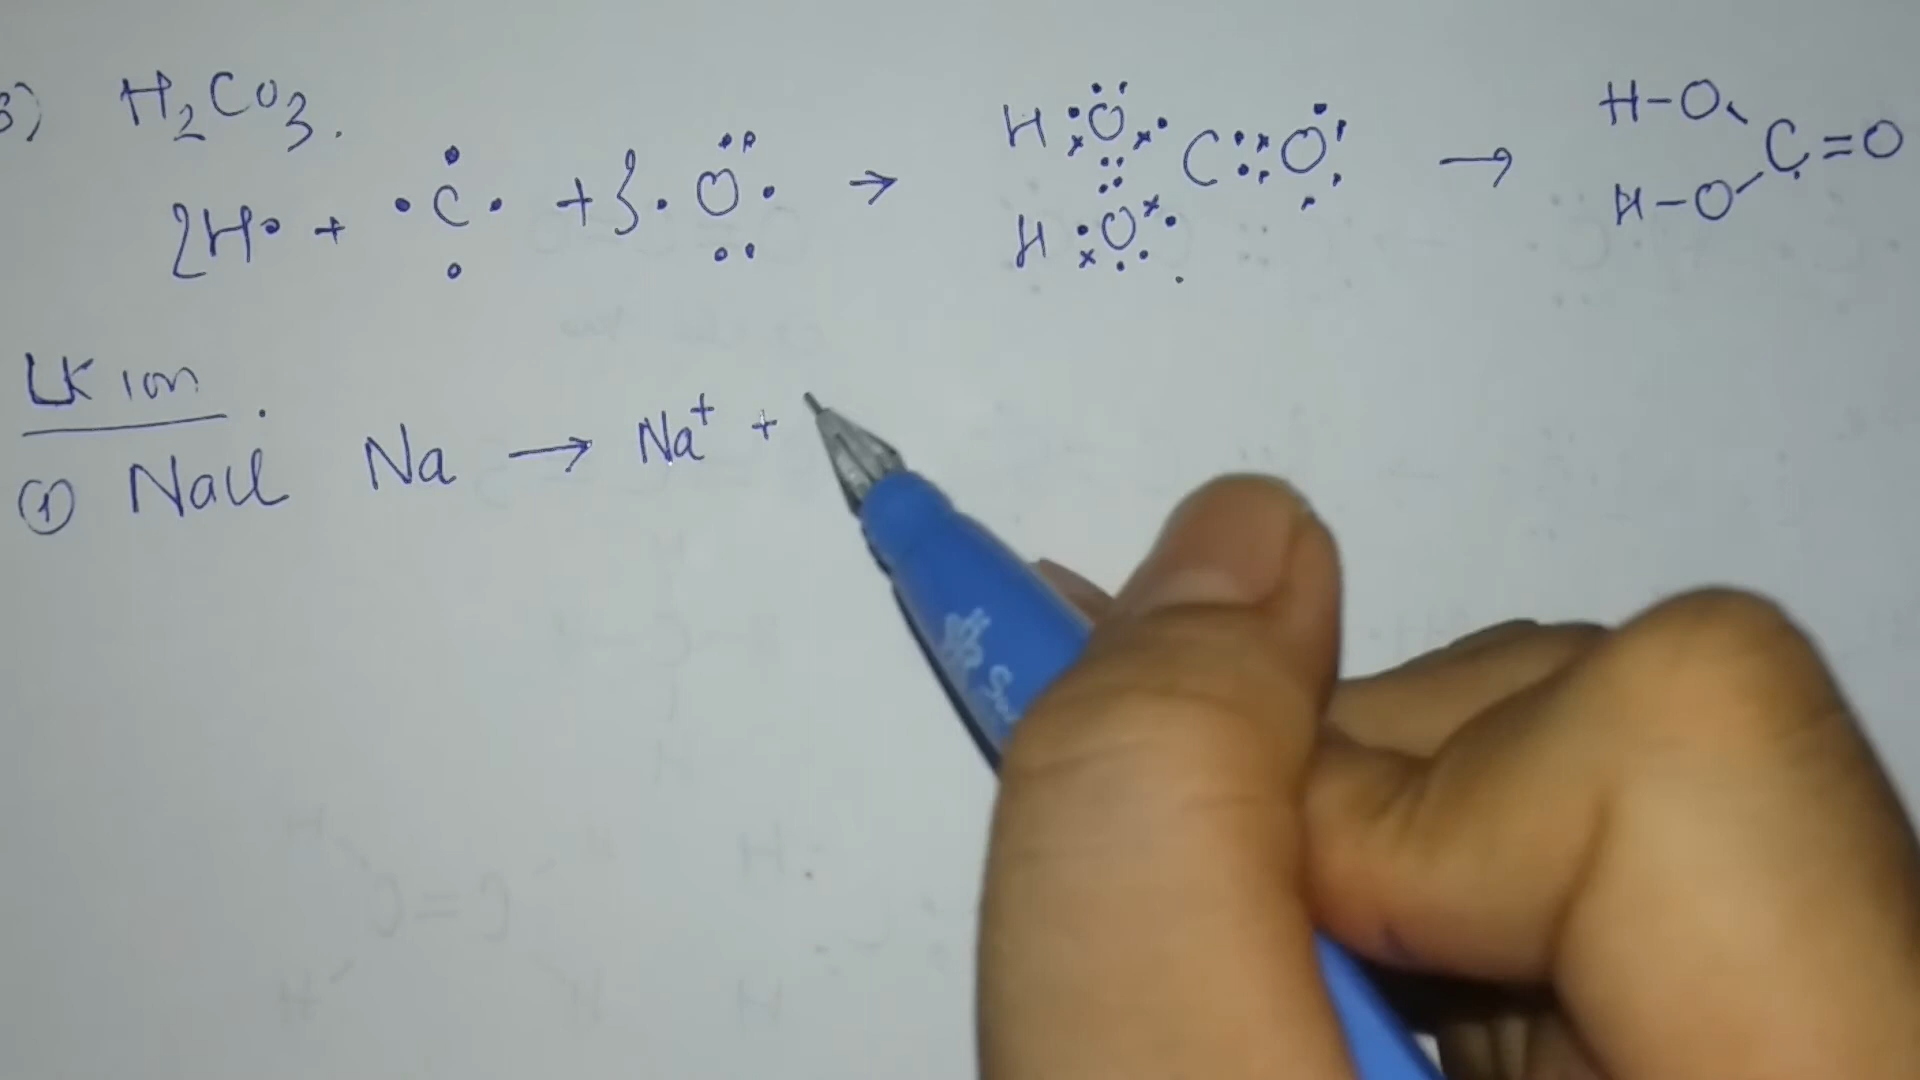 3) H₂CO₃.
2H• + •C• + 3•O• → H O C O H O → H-O C=O H-O
LK ion
① NaCl Na → Na⁺ +